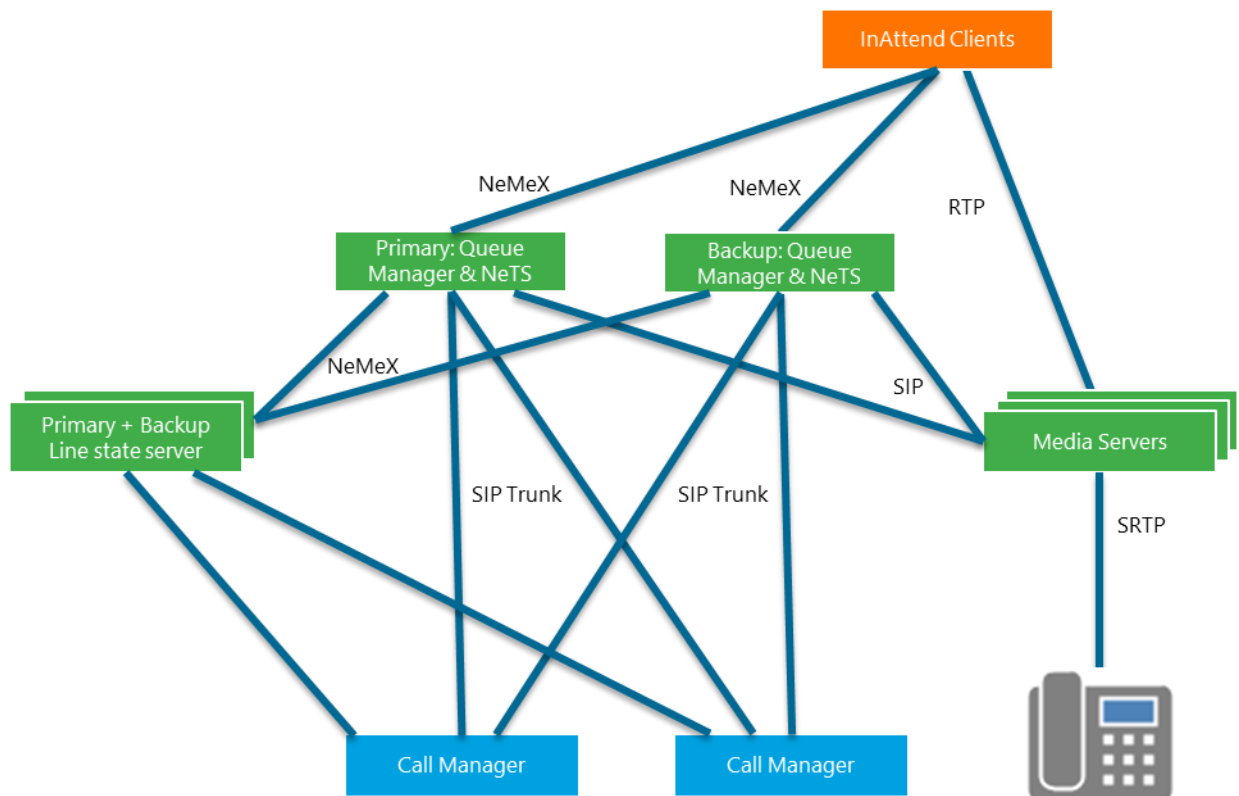 InAttend Clients
NeMeX
NeMeX
RTP
Primary: Queue
Manager & NeTS
Backup: Queue
Manager & NeTS
NeMeX
SIP
Primary + Backup
Line state server
Media Servers
SIP Trunk
SIP Trunk
SRTP
Call Manager
Call Manager